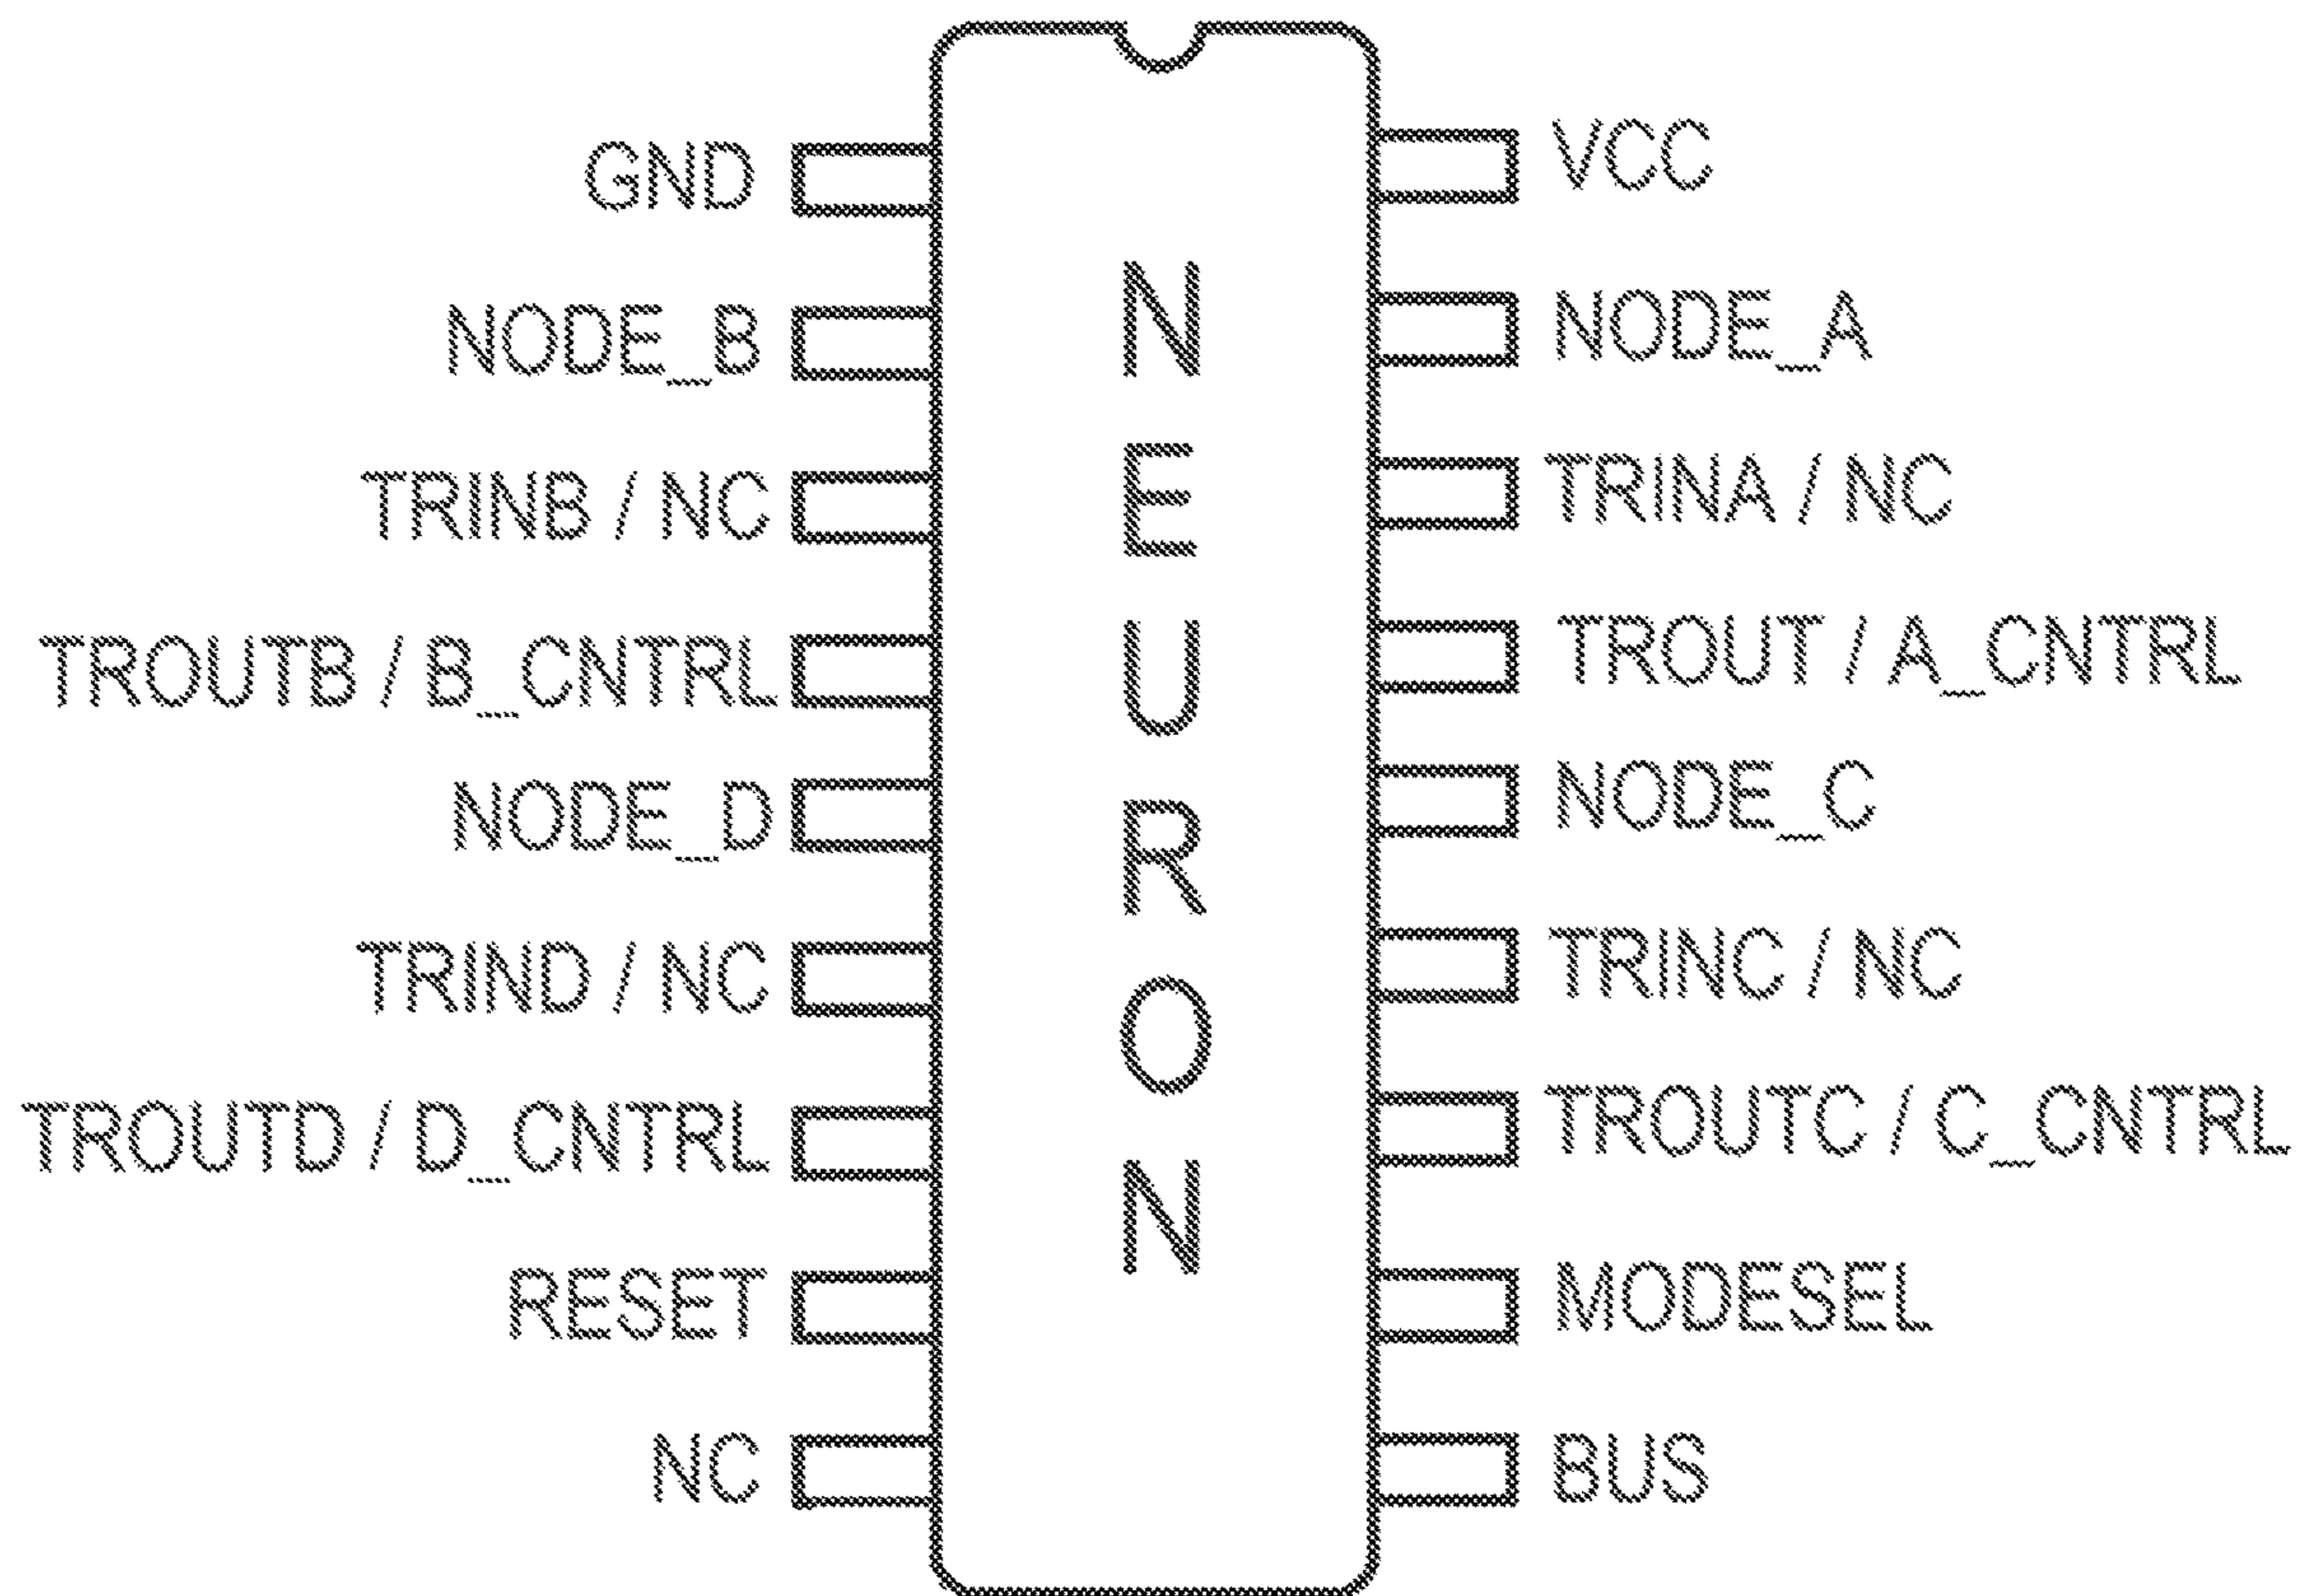 GND
NODE_B
TRINB / NC
TROUTB / B_CNTRL
NODE_D
TRIND / NC
TROUTD / D_CNTRL
RESET
NC
NEURON
VCC
NODE_A
TRINA / NC
TROUT / A_CNTRL
NODE_C
TRINC / NC
TROUTC / C_CNTRL
MODESEL
BUS